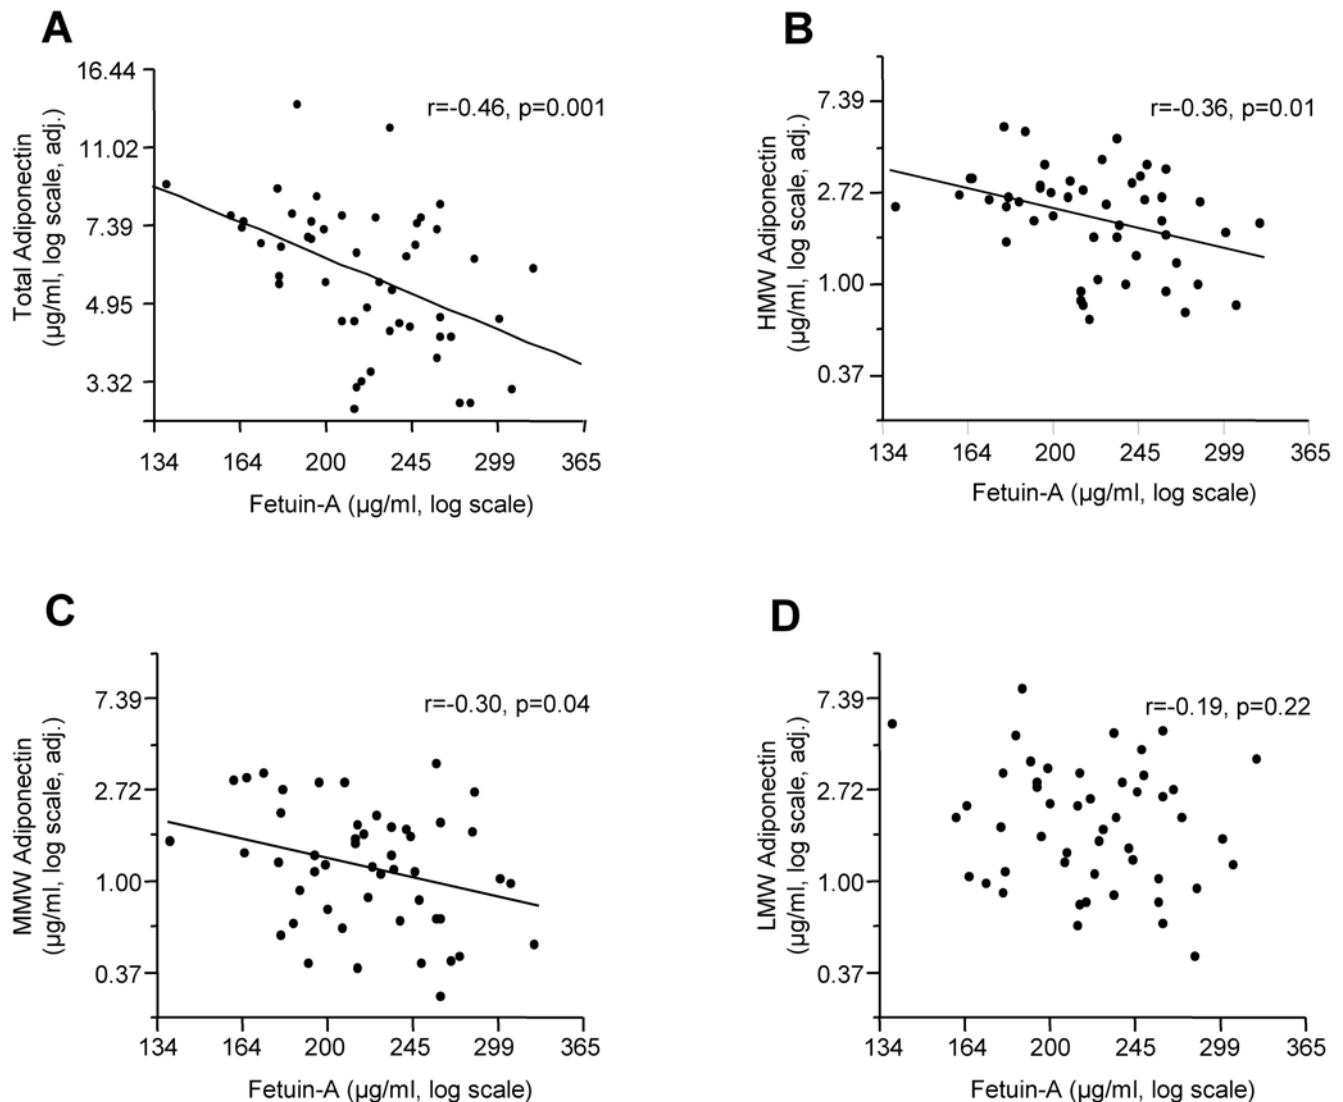 A
Total Adiponectin
(µg/ml, log scale, adj.)
16.44
11.02
7.39
4.95
3.32
r=-0.46, p=0.001
134 164 200 245 299 365
Fetuin-A (µg/ml, log scale)
B
HMW Adiponectin
(µg/ml, log scale, adj.)
7.39
2.72
1.00
0.37
r=-0.36, p=0.01
134 164 200 245 299 365
Fetuin-A (µg/ml, log scale)
C
MMW Adiponectin
(µg/ml, log scale, adj.)
7.39
2.72
1.00
0.37
r=-0.30, p=0.04
134 164 200 245 299 365
Fetuin-A (µg/ml, log scale)
D
LMW Adiponectin
(µg/ml, log scale, adj.)
7.39
2.72
1.00
0.37
r=-0.19, p=0.22
134 164 200 245 299 365
Fetuin-A (µg/ml, log scale)